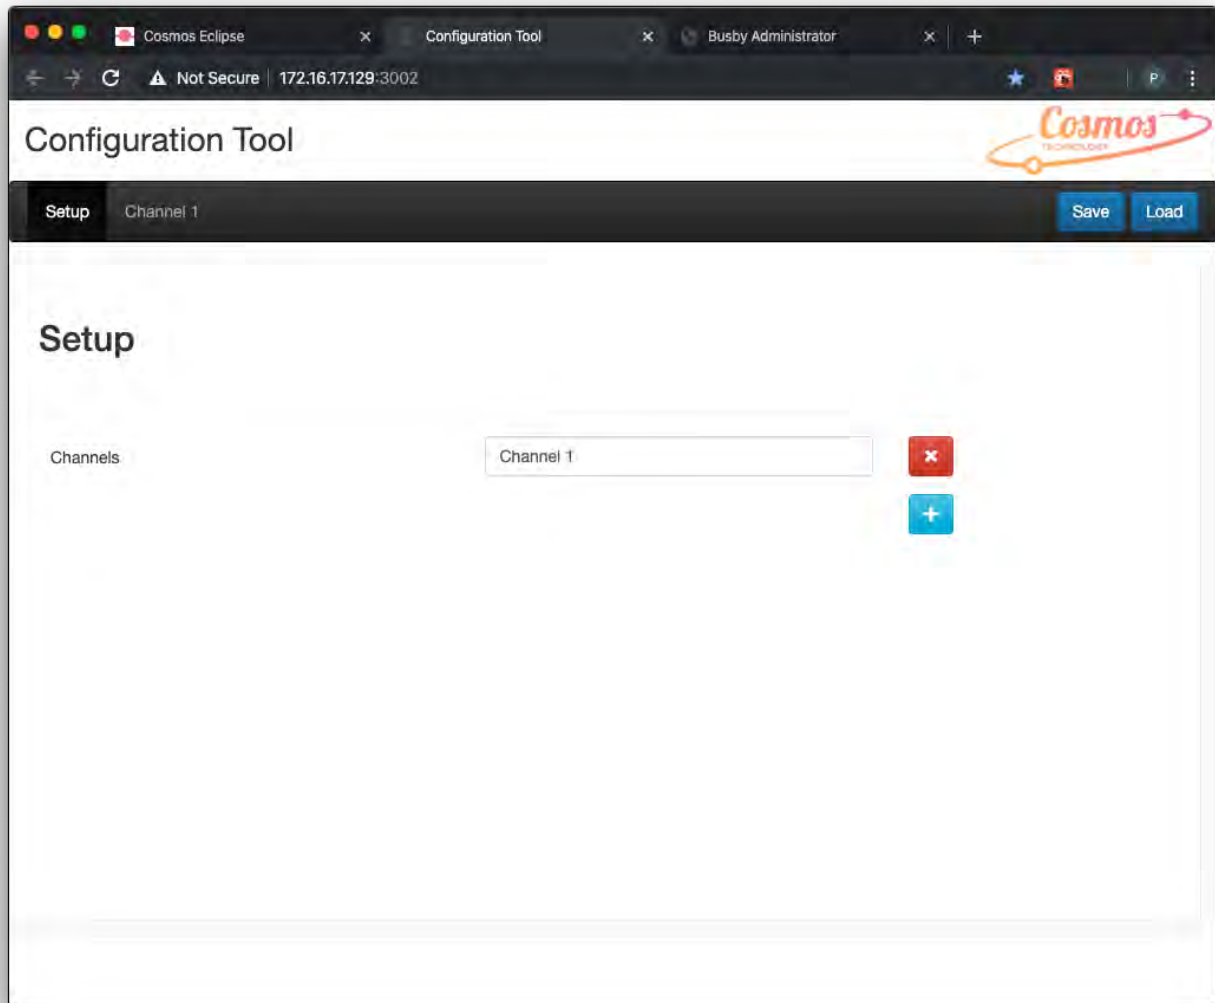 Cosmos Eclipse
Configuration Tool
Busby Administrator
Not Secure
172.16.17.129:3002
P
Configuration Tool
Cosmos
TECHNOLOGY
Setup
Channel 1
Save
Load
Setup
Channels
Channel 1